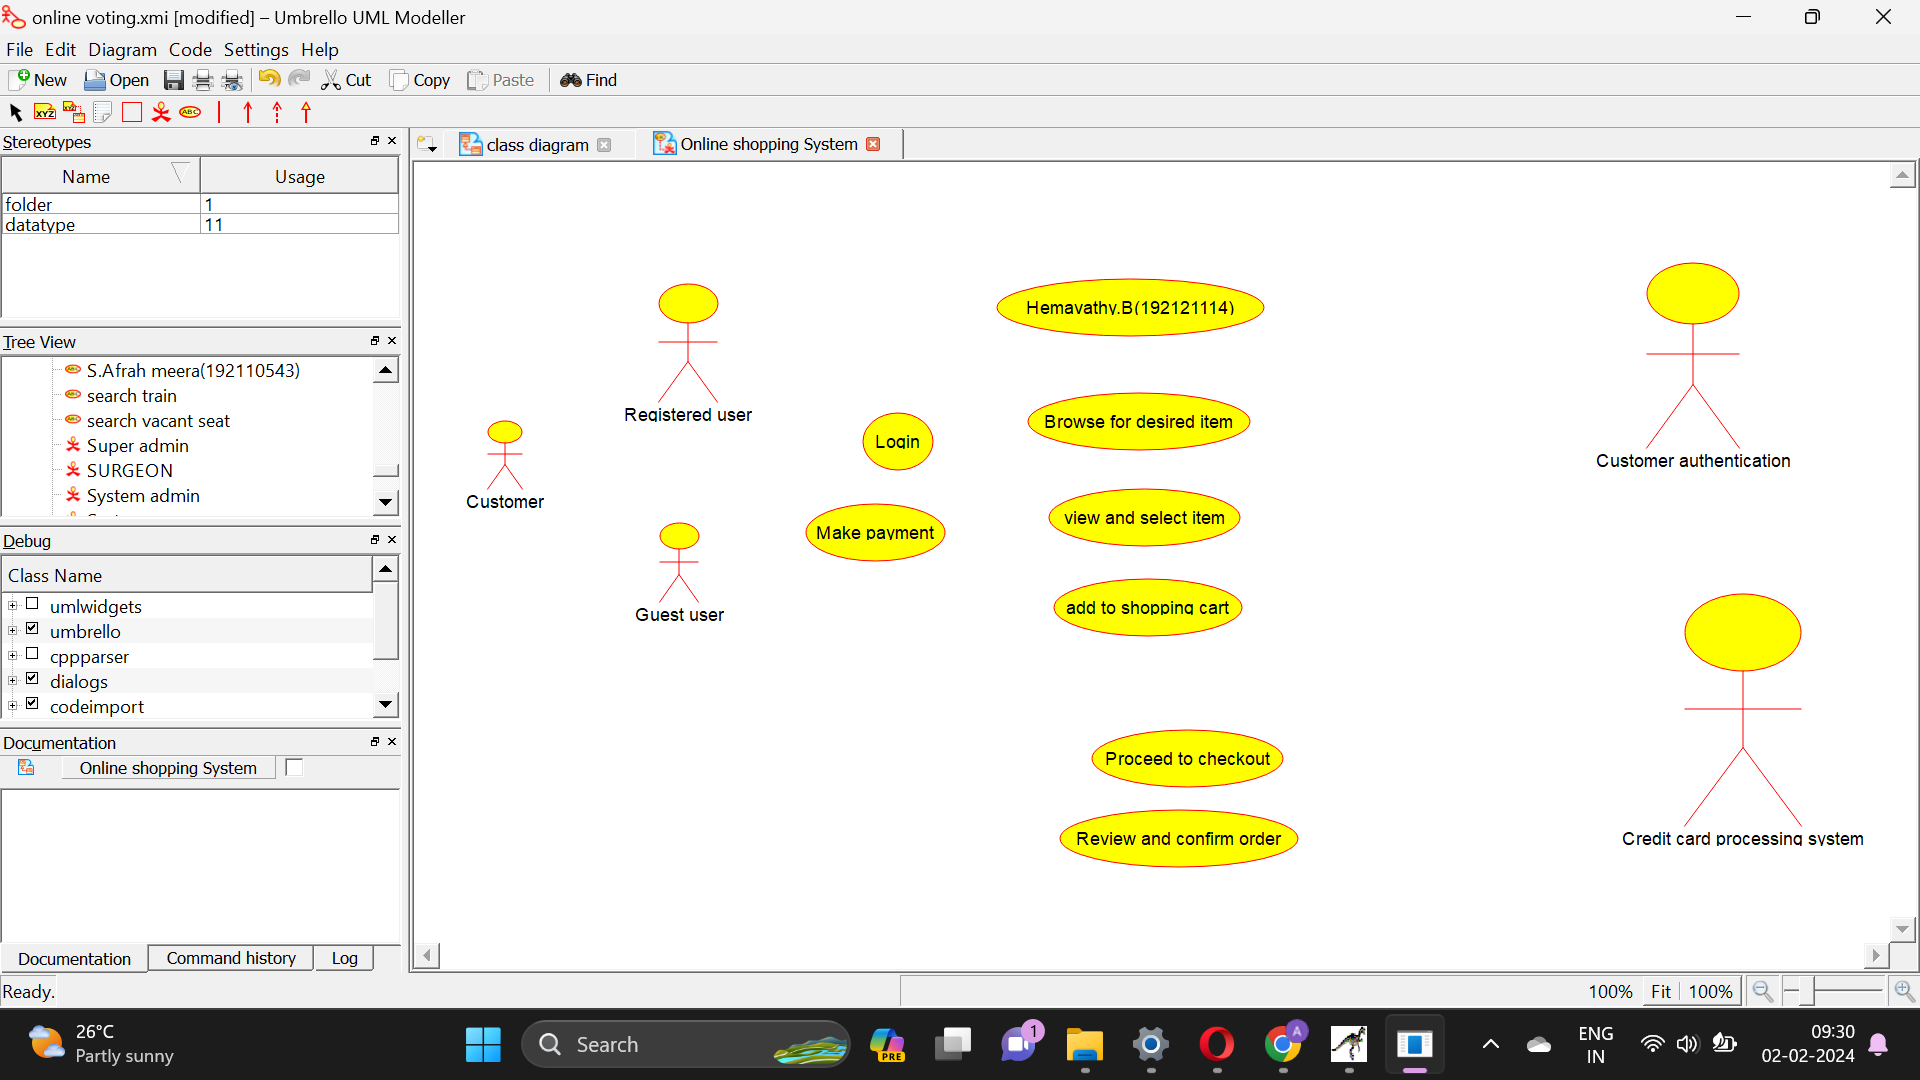 online voting.xmi [modified] – Umbrello UML Modeller
File Edit Diagram Code Settings Help
New Open Cut Copy Paste Find
XYZ XYZ ABC
Stereotypes
Name Usage
folder 1
datatype 11
Tree View
S.Afrah meera(192110543)
search train
search vacant seat
Super admin
SURGEON
System admin
Debug
Class Name
umlwidgets
umbrello
cppparser
dialogs
codeimport
Documentation
Online shopping System
Documentation Command history Log
class diagram Online shopping System
Hemavathy.B(192121114)
Registered user
Browse for desired item
Login
Customer authentication
Customer
view and select item
Make payment
add to shopping cart
Guest user
Proceed to checkout
Review and confirm order
Credit card processing system
Ready.
100% Fit 100%
26°C
Partly sunny
Search
PRE
1
A
ENG
IN
09:30
02-02-2024